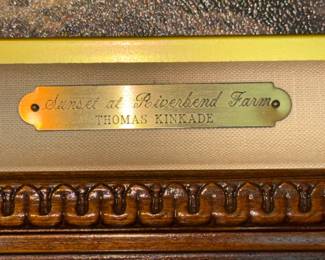 Sunset at Riverbend Farm
THOMAS KINKADE